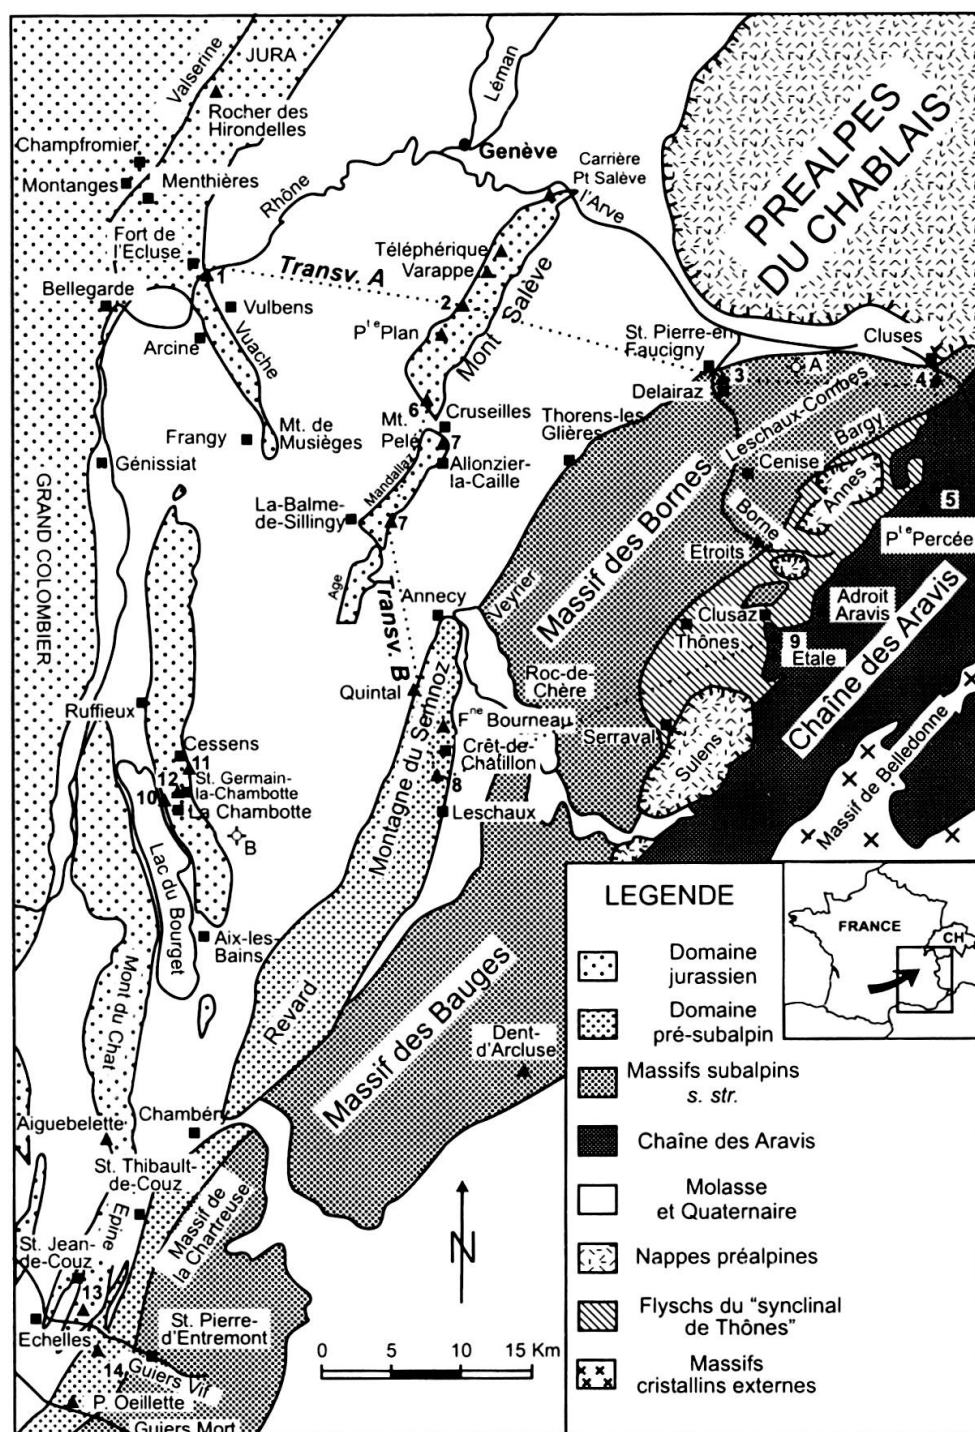 JURA
Valserine
Rocher des
Hirondelles
Champfromier
Montanges
Menthières
Fort de
l'Ecluse
Rhône
Léman
Genève
Carrière
Pt Salève
l'Arve
PREALPES
DU CHABLAIS
Téléphérique
Varappe
Transv. A
1
2
Bellegarde
Vulbens
Arcine
Vuache
Pte Plan
Mont Salève
St. Pierre-en
Faucigny
Cluses
A
3
4
Delairaz
6
Cruseilles
Mt.
Pelé
7
Allonzier-
la-Caille
Thorens-les-
Glières
Leschaux-Combes
Bargy
Cenise
Annes
5
Pte Percée
Frangy
Mt. de
Musièges
Génissiat
GRAND COLOMBIER
Mandallaz
La-Balme-
de-Sillingy
7
Age
Transv. B
Annecy
Veyrier
Massif des Bornes
Borne
Etroits
Adroit
Aravis
Clusaz
Thônes
9
Etale
Chaîne des Aravis
Quintal
Montagne du Semnoz
Fne Bourneau
Crêt-de-
Châtillon
8
Leschaux
Roc-de-
Chère
Serraval
Sulens
Massif de Belledonne
Ruffieux
Cessens
11
12
St. Germain-
la-Chambotte
10
La Chambotte
B
Lac du Bourget
Aix-les-
Bains
Mont du Chat
Revard
Massif des Bauges
Dent-
d'Arcluse
Aiguebelette
Chambér
St. Thibault-
de-Couz
Epine
Massif de
la Chartreuse
St. Jean-
de-Couz
13
Echelles
14
St. Pierre-
d'Entremont
Guiers Vif
P. Oeillette
Guiers Mort
N
0 5 10 15 Km
LEGENDE
FRANCE
CH
Domaine
jurassien
Domaine
pré-subalpin
Massifs subalpins
s. str.
Chaîne des Aravis
Molasse
et Quaternaire
Nappes préalpines
Flyschs du "synclinal
de Thônes"
Massifs
cristallins externes